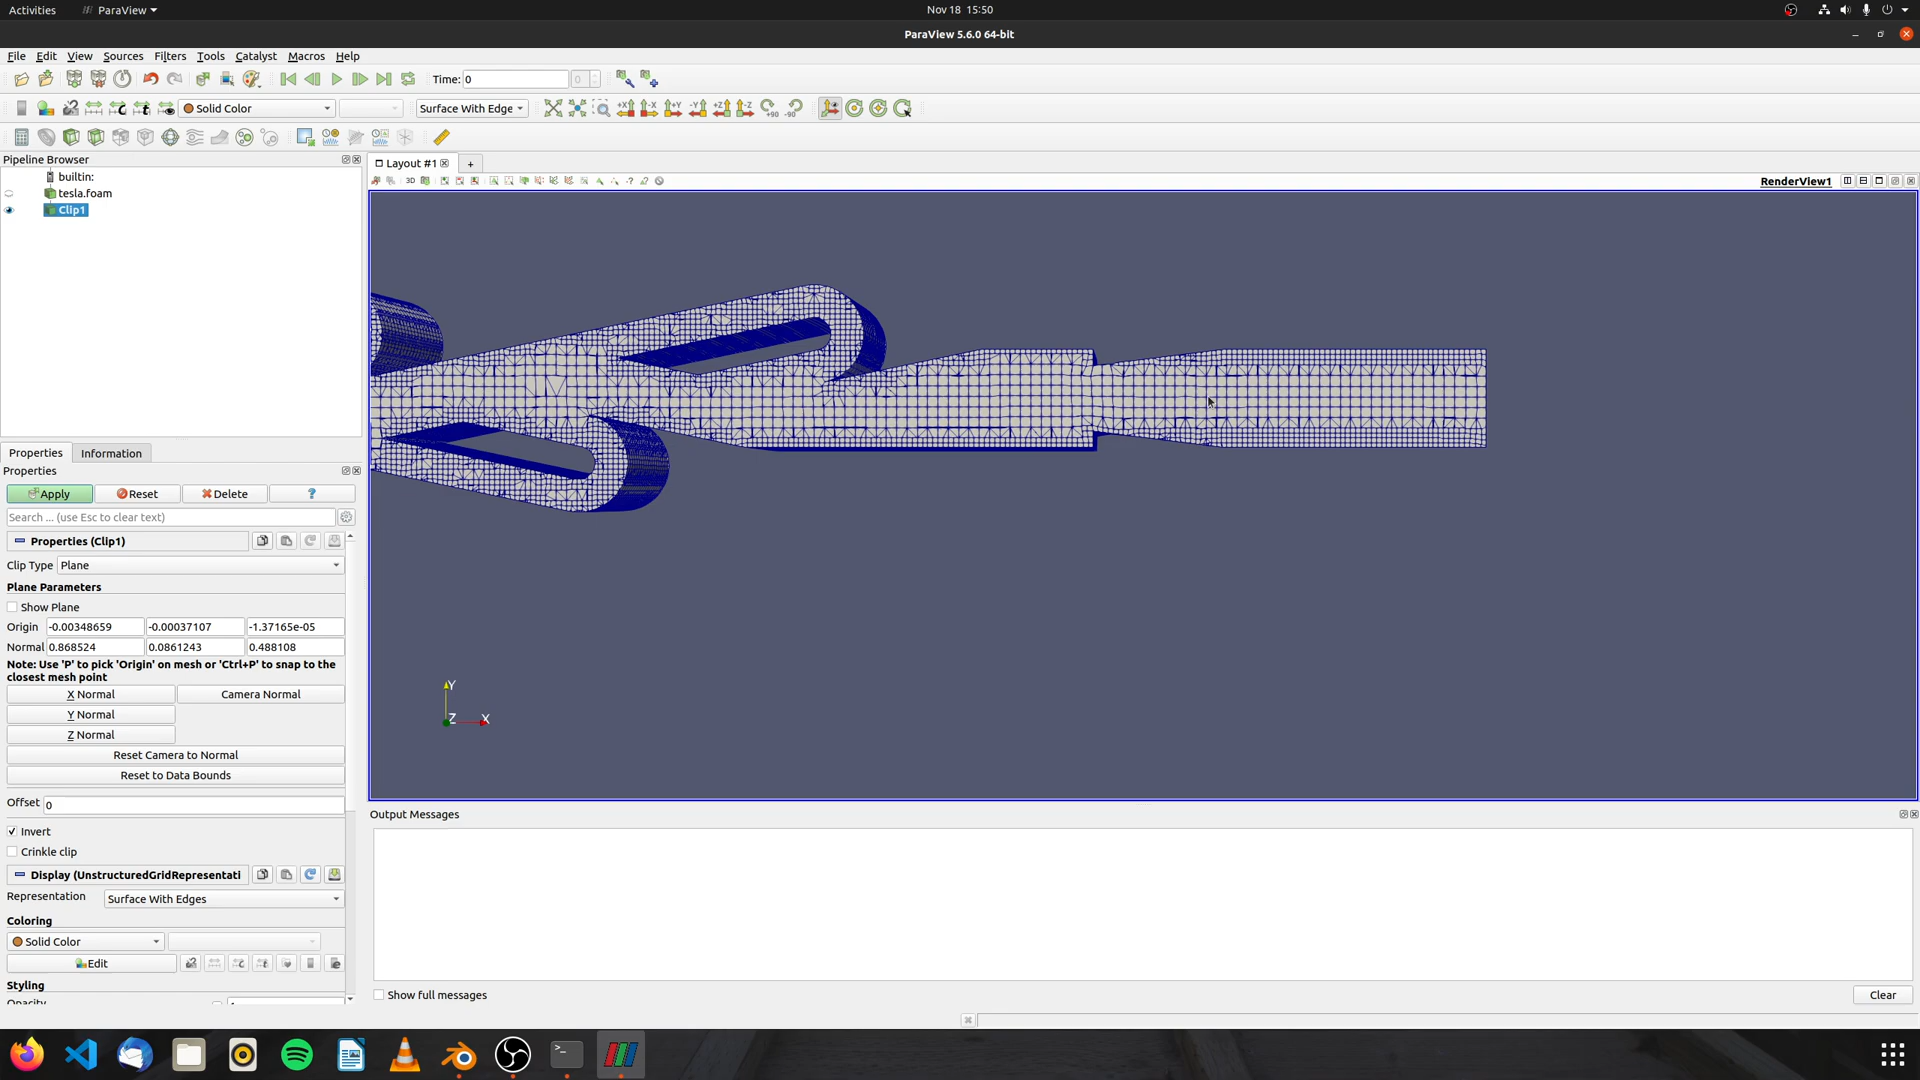 Activities
ParaView
Nov 18 15:50
ParaView 5.6.0 64-bit
File Edit View Sources Filters Tools Catalyst Macros Help
Time: 0 0
Solid Color
Surface With Edge
+X -X +Y -Y +Z -Z +90 -90
Pipeline Browser
builtin:
tesla.foam
Clip1
Layout #1 +
3D
RenderView1
Y
Z X
Properties Information
Properties
Apply Reset Delete ?
Search ... (use Esc to clear text)
Properties (Clip1)
Clip Type Plane
Plane Parameters
Show Plane
Origin -0.00348659 -0.00037107 -1.37165e-05
Normal 0.868524 0.0861243 0.488108
Note: Use 'P' to pick 'Origin' on mesh or 'Ctrl+P' to snap to the
closest mesh point
X Normal Camera Normal
Y Normal
Z Normal
Reset Camera to Normal
Reset to Data Bounds
Offset 0
Invert
Crinkle clip
Display (UnstructuredGridRepresentati
Representation Surface With Edges
Coloring
Solid Color
Edit
Styling
Opacity
Output Messages
Show full messages
Clear